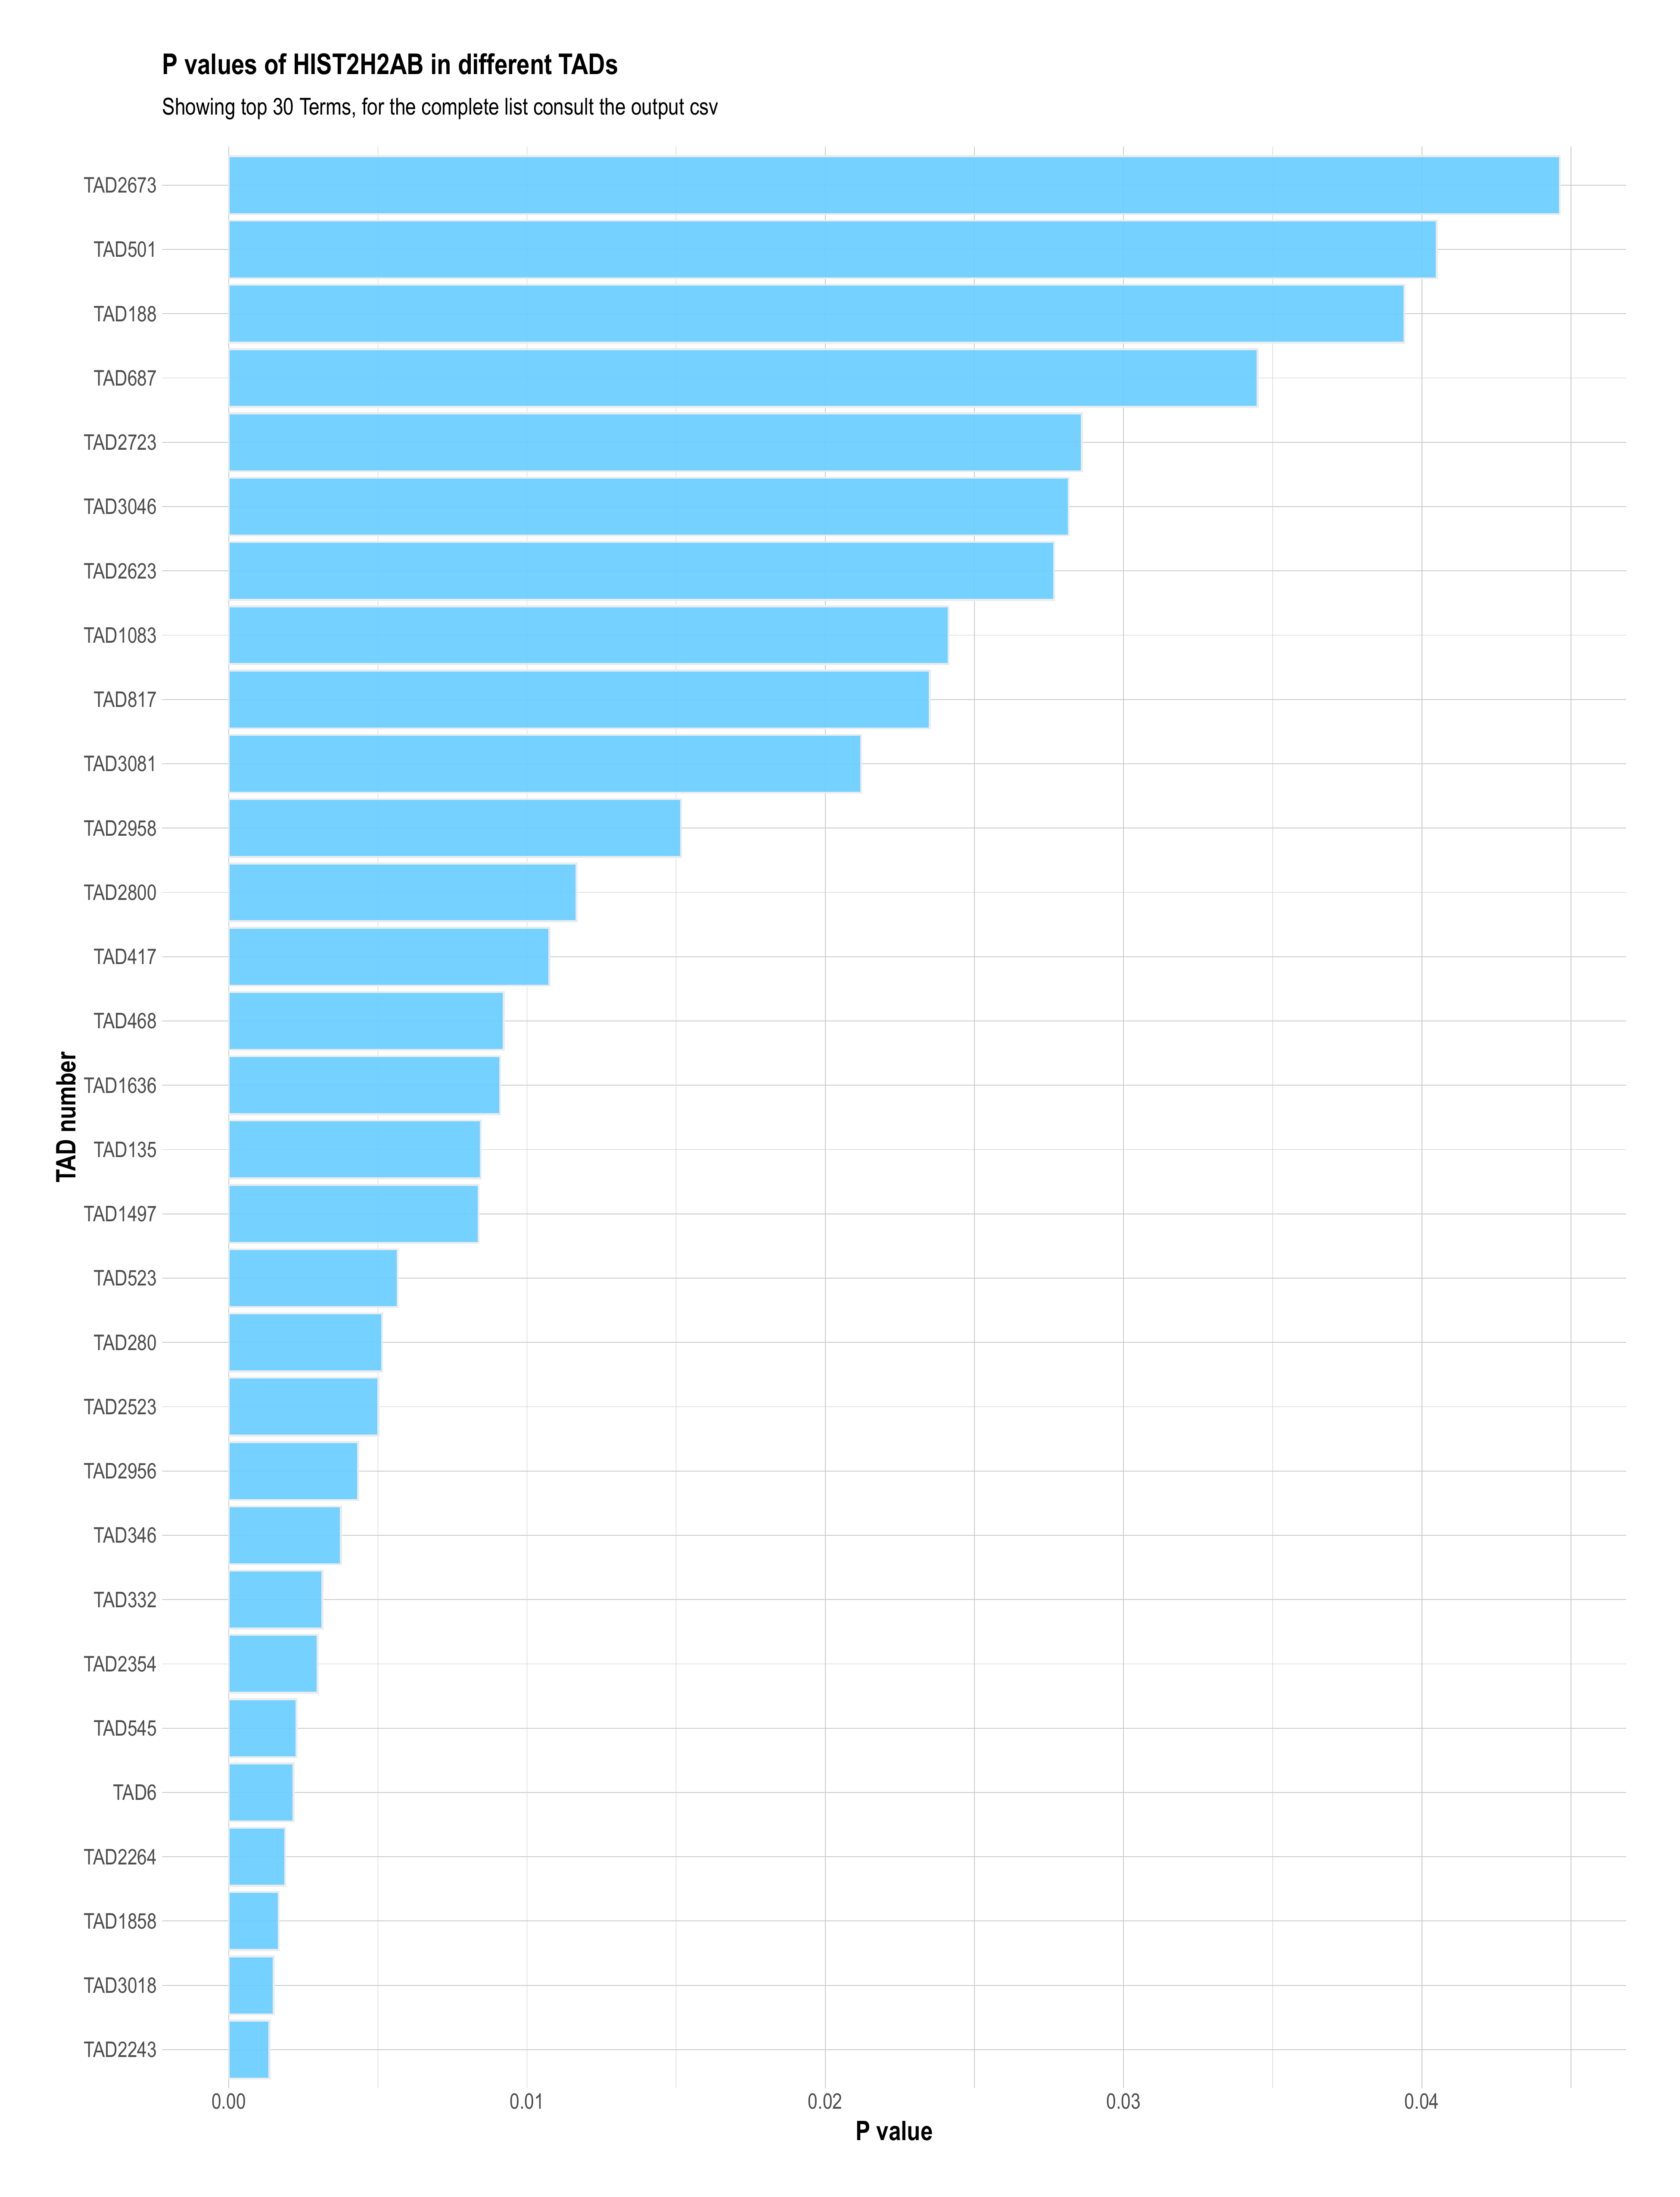 P values of HIST2H2AB in different TADs
Showing top 30 Terms, for the complete list consult the output csv
TAD2673
TAD501
TAD188
TAD687
TAD2723
TAD3046
TAD2623
TAD1083
TAD817
TAD3081
TAD2958
TAD2800
TAD417
TAD468
TAD1636
TAD135
TAD1497
TAD523
TAD280
TAD2523
TAD2956
TAD346
TAD332
TAD2354
TAD545
TAD6
TAD2264
TAD1858
TAD3018
TAD2243
TAD number
0.00 0.01 0.02 0.03 0.04
P value